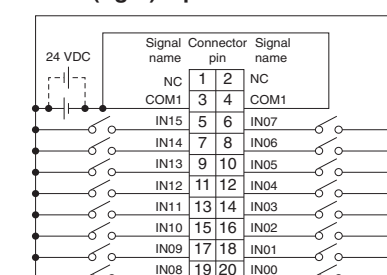 Signal Connector Signal
name pin name
24 VDC
NC 1 2 NC
COM1 3 4 COM1
IN15 5 6 IN07
IN14 7 8 IN06
IN13 9 10 IN05
IN12 11 12 IN04
IN11 13 14 IN03
IN10 15 16 IN02
IN09 17 18 IN01
IN08 19 20 IN00